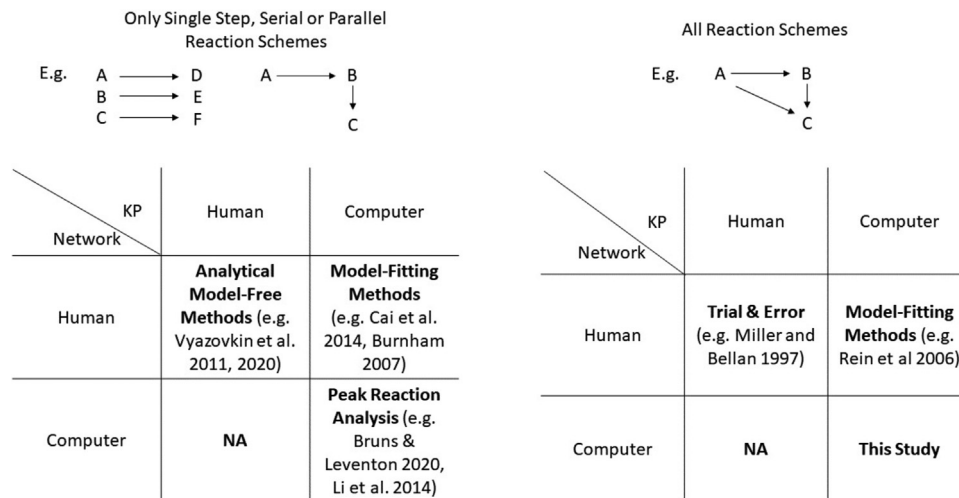 Only Single Step, Serial or Parallel
Reaction Schemes
E.g. A D A B
B E
C F C
KP Human Computer
Network
Human
Analytical
Model-Free
Methods (e.g.
Vyazovkin et al.
2011, 2020)
Model-Fitting
Methods
(e.g. Cai et al.
2014, Burnham
2007)
Computer
NA
Peak Reaction
Analysis (e.g.
Bruns &
Leventon 2020,
Li et al. 2014)
All Reaction Schemes
E.g. A B
C
KP Human Computer
Network
Human
Trial & Error
(e.g. Miller and
Bellan 1997)
Model-Fitting
Methods (e.g.
Rein et al 2006)
Computer
NA
This Study